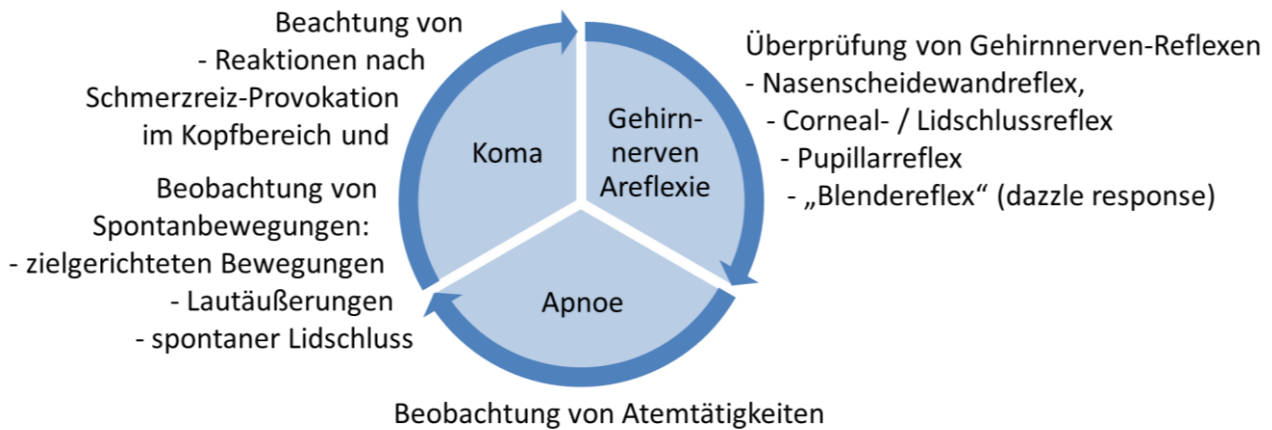 Beachtung von
- Reaktionen nach
Schmerzreiz-Provokation
im Kopfbereich und
Beobachtung von
Spontanbewegungen:
- zielgerichteten Bewegungen
- Lautäußerungen
- spontaner Lidschluss
Koma
Gehirn-
nerven
Areflexie
Apnoe
Überprüfung von Gehirnnerven-Reflexen
- Nasenscheidewandreflex,
- Corneal- / Lidschlussreflex
- Pupillarreflex
- „Blendereflex“ (dazzle response)
Beobachtung von Atemtätigkeiten